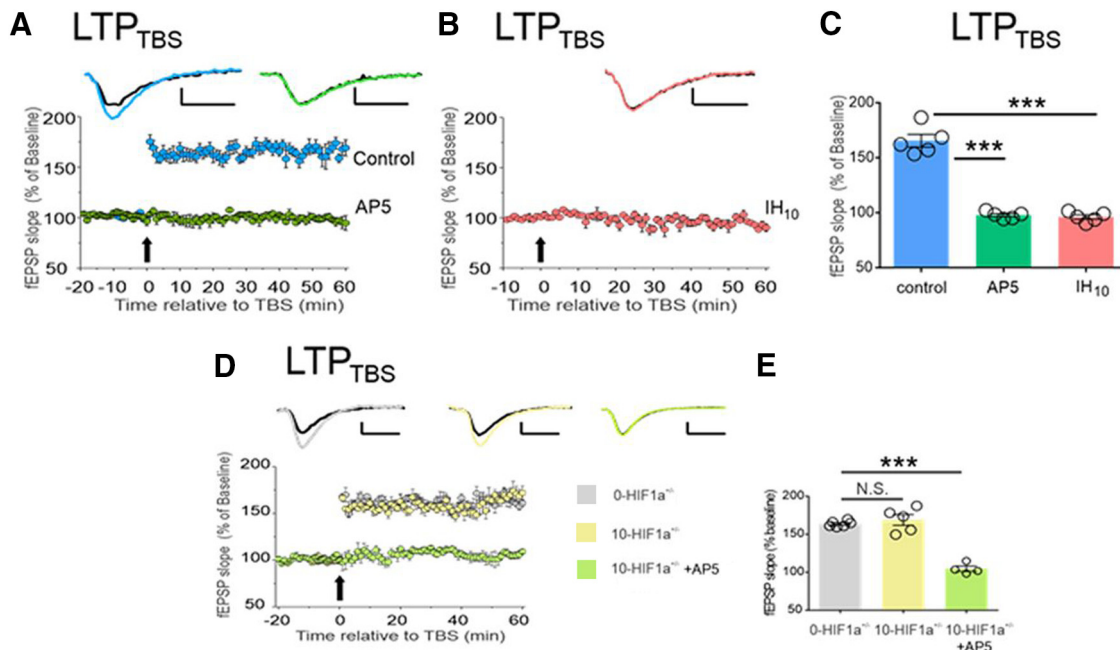 A
LTPTBS
fEPSP slope (% of Baseline)
200
150
100
50
Control
AP5
-20 -10 0 10 20 30 40 50 60
Time relative to TBS (min)
B
LTPTBS
fEPSP slope (% of Baseline)
200
150
100
50
IH10
-10 0 10 20 30 40 50 60
Time relative to TBS (min)
C
LTPTBS
fEPSP slope (% of Baseline)
200
150
100
50
***
***
control AP5 IH10
D
LTPTBS
fEPSP slope (% of Baseline)
200
150
100
50
-20 0 20 40 60
Time relative to TBS (min)
0-HIF1a+/-
10-HIF1a+/-
10-HIF1a+/- +AP5
E
fEPSP slope (% baseline)
200
150
100
50
***
N.S.
0-HIF1a+/- 10-HIF1a+/- 10-HIF1a+/-
+AP5